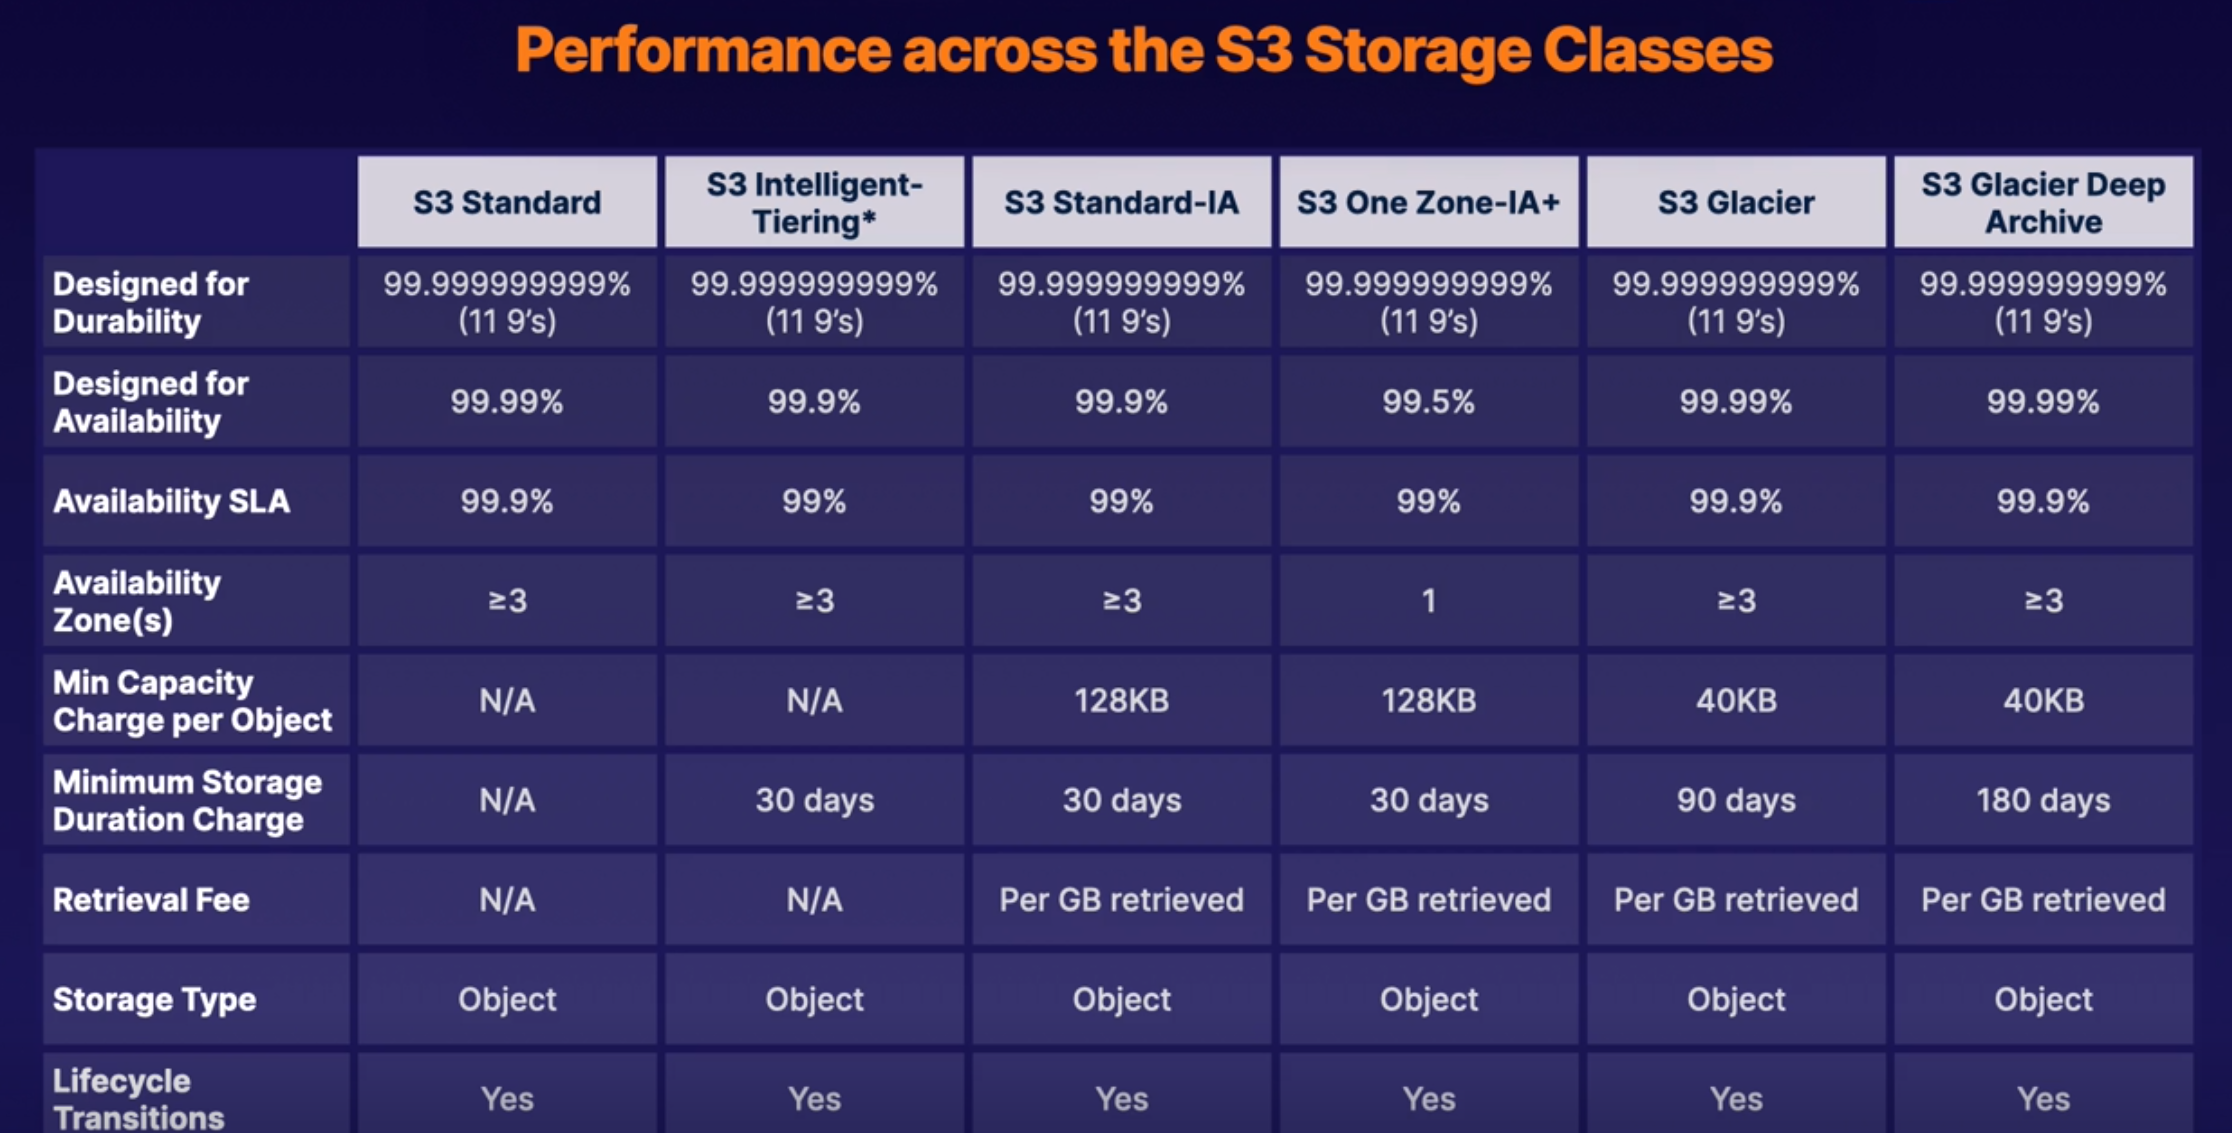 Performance across the S3 Storage Classes
S3 Standard
S3 Intelligent-
Tiering*
S3 Standard-IA
S3 One Zone-IA+
S3 Glacier
S3 Glacier Deep
Archive
Designed for
Durability
99.999999999%
(11 9’s)
99.999999999%
(11 9’s)
99.999999999%
(11 9’s)
99.999999999%
(11 9’s)
99.999999999%
(11 9’s)
99.999999999%
(11 9’s)
Designed for
Availability
99.99%
99.9%
99.9%
99.5%
99.99%
99.99%
Availability SLA
99.9%
99%
99%
99%
99.9%
99.9%
Availability
Zone(s)
≥3
≥3
≥3
1
≥3
≥3
Min Capacity
Charge per Object
N/A
N/A
128KB
128KB
40KB
40KB
Minimum Storage
Duration Charge
N/A
30 days
30 days
30 days
90 days
180 days
Retrieval Fee
N/A
N/A
Per GB retrieved
Per GB retrieved
Per GB retrieved
Per GB retrieved
Storage Type
Object
Object
Object
Object
Object
Object
Lifecycle
Transitions
Yes
Yes
Yes
Yes
Yes
Yes